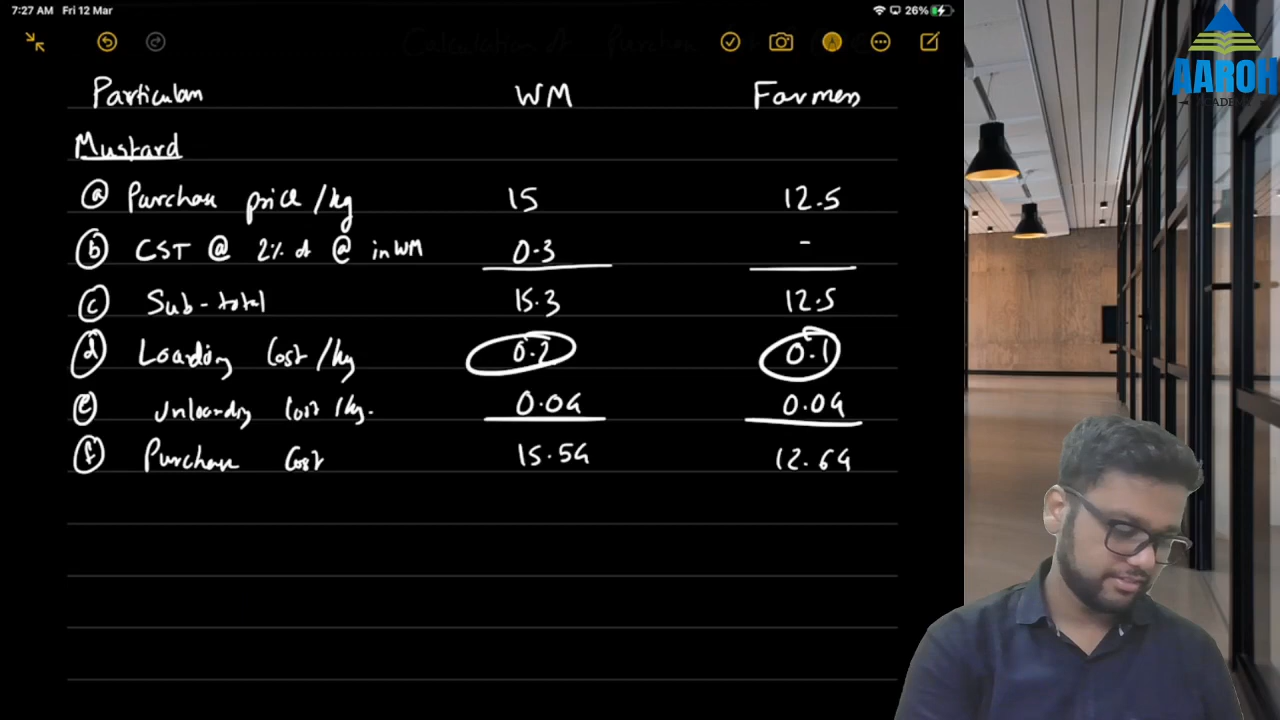 7:27 AM Fri 12 Mar 26%
AAROH
ACADEMY
Particulars WM Farmers
Mustard
(a) Purchase price /kg 15 12.5
(b) CST @ 2% of (a) in WM 0.3 -
(c) Sub-total 15.3 12.5
(d) Loading Cost /kg 0.2 0.1
(e) Unloading Cost /kg. 0.04 0.04
(f) Purchase Cost 15.54 12.64